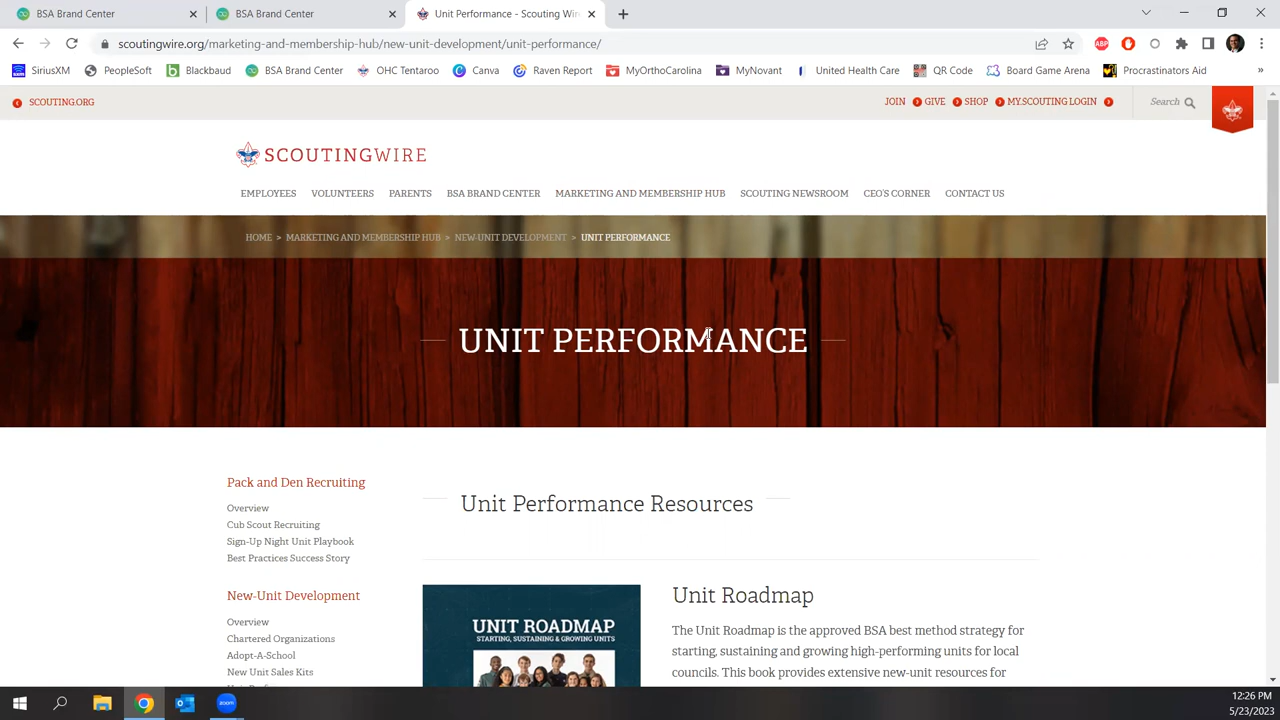 BSA Brand Center
BSA Brand Center
Unit Performance - Scouting Wire
scoutingwire.org/marketing-and-membership-hub/new-unit-development/unit-performance/
ABP
SiriusXM
PeopleSoft
Blackbaud
BSA Brand Center
OHC Tentaroo
Canva
Raven Report
MyOrthoCarolina
MyNovant
United Health Care
QR Code
Board Game Arena
Procrastinators Aid
»
SCOUTING.ORG
JOIN
GIVE
SHOP
MY.SCOUTING LOGIN
Search
SCOUTINGWIRE
EMPLOYEES
VOLUNTEERS
PARENTS
BSA BRAND CENTER
MARKETING AND MEMBERSHIP HUB
SCOUTING NEWSROOM
CEO'S CORNER
CONTACT US
HOME > MARKETING AND MEMBERSHIP HUB > NEW-UNIT DEVELOPMENT > UNIT PERFORMANCE
UNIT PERFORMANCE
Pack and Den Recruiting
Overview
Cub Scout Recruiting
Sign-Up Night Unit Playbook
Best Practices Success Story
New-Unit Development
Overview
Chartered Organizations
Adopt-A-School
New Unit Sales Kits
Unit Performance Resources
UNIT ROADMAP
STARTING, SUSTAINING & GROWING UNITS
Unit Roadmap
The Unit Roadmap is the approved BSA best method strategy for
starting, sustaining and growing high-performing units for local
councils. This book provides extensive new-unit resources for
zoom
12:26 PM
5/23/2023